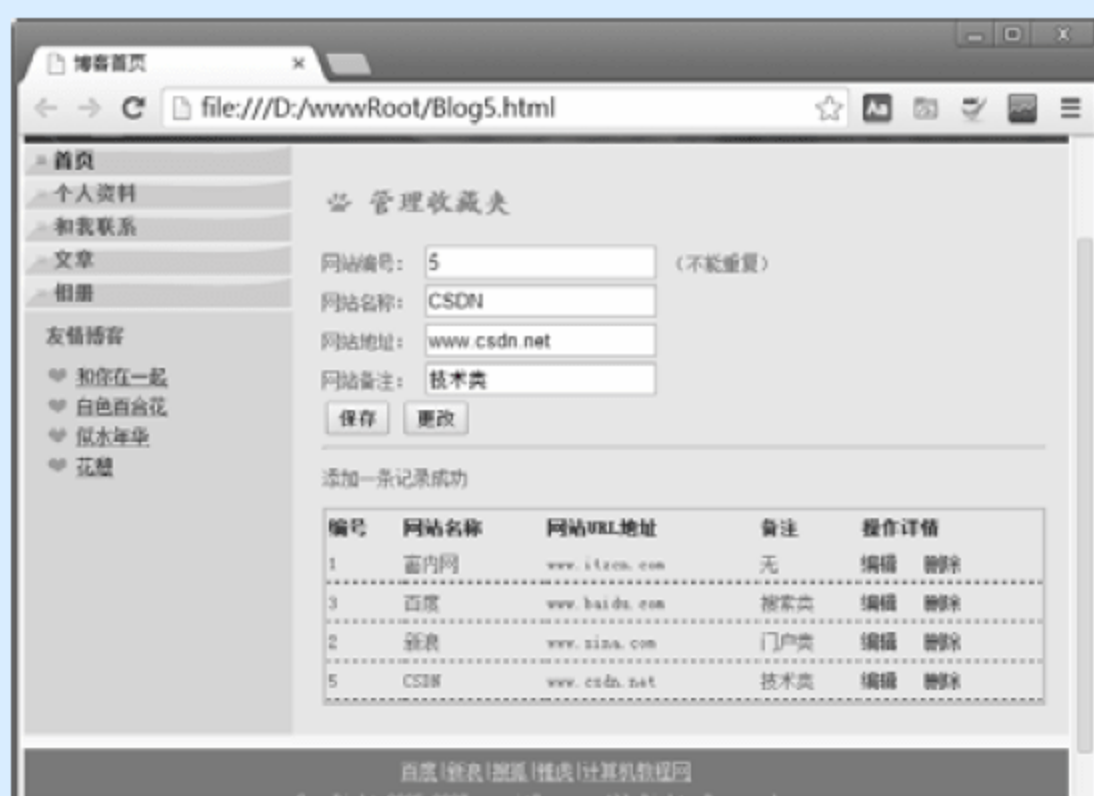 博客首页
file:///D:/wwwRoot/Blog5.html
首页
个人资料
和我联系
文章
相册
友情博客
和你在一起
白色百合花
似水年华
花憩
管理收藏夹
网站编号： 5 （不能重复）
网站名称： CSDN
网站地址： www.csdn.net
网站备注： 技术类
保存 更改
添加一条记录成功
编号 网站名称 网站URL地址 备注 操作详情
1 窗内网 www.itzcn.com 无 编辑 删除
3 百度 www.baidu.com 搜索类 编辑 删除
2 新浪 www.sina.com 门户类 编辑 删除
5 CSDN www.csdn.net 技术类 编辑 删除
百度|新浪|搜狐|雅虎|计算机教程网